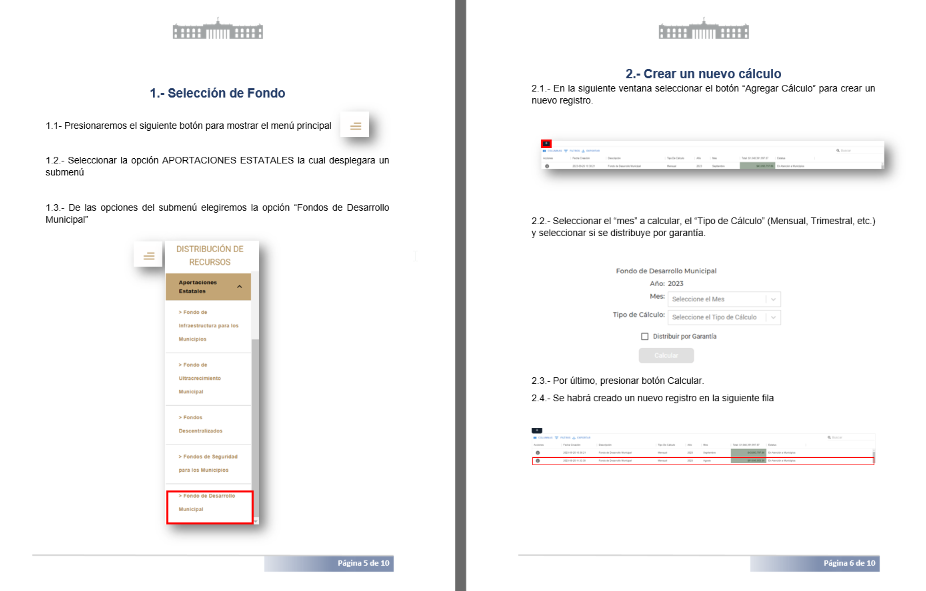 1.- Selección de Fondo
1.1- Presionaremos el siguiente botón para mostrar el menú principal
1.2.- Seleccionar la opción APORTACIONES ESTATALES la cual desplegara un
submenú
1.3.- De las opciones del submenú elegiremos la opción "Fondos de Desarrollo
Municipal"
DISTRIBUCIÓN DE
RECURSOS
Aportaciones
Estatales
> Fondo de
Infraestructura para los
Municipios
> Fondo de
Ultracrecimiento
Municipal
> Fondos
Descentralizados
> Fondos de Seguridad
para los Municipios
> Fondo de Desarrollo
Municipal
Página 5 de 10
2.- Crear un nuevo cálculo
2.1.- En la siguiente ventana seleccionar el botón "Agregar Cálculo" para crear un
nuevo registro.
2.2.- Seleccionar el "mes" a calcular, el "Tipo de Cálculo" (Mensual, Trimestral, etc.)
y seleccionar si se distribuye por garantía.
Fondo de Desarrollo Municipal
Año: 2023
Mes: Seleccione el Mes
Tipo de Cálculo: Seleccione el Tipo de Cálculo
Distribuir por Garantía
Calcular
2.3.- Por último, presionar botón Calcular.
2.4.- Se habrá creado un nuevo registro en la siguiente fila
Página 6 de 10